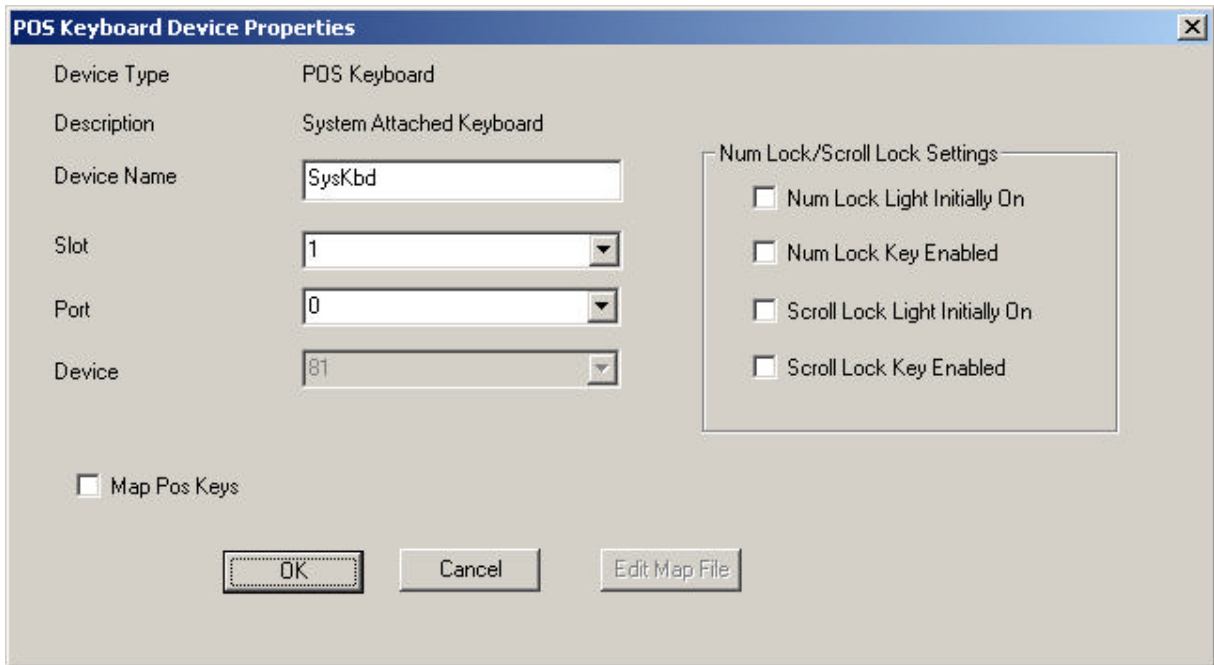 POS Keyboard Device Properties
Device Type POS Keyboard
Description System Attached Keyboard
Device Name SysKbd
Slot 1
Port 0
Device 81
Num Lock/Scroll Lock Settings
Num Lock Light Initially On
Num Lock Key Enabled
Scroll Lock Light Initially On
Scroll Lock Key Enabled
Map Pos Keys
OK Cancel Edit Map File